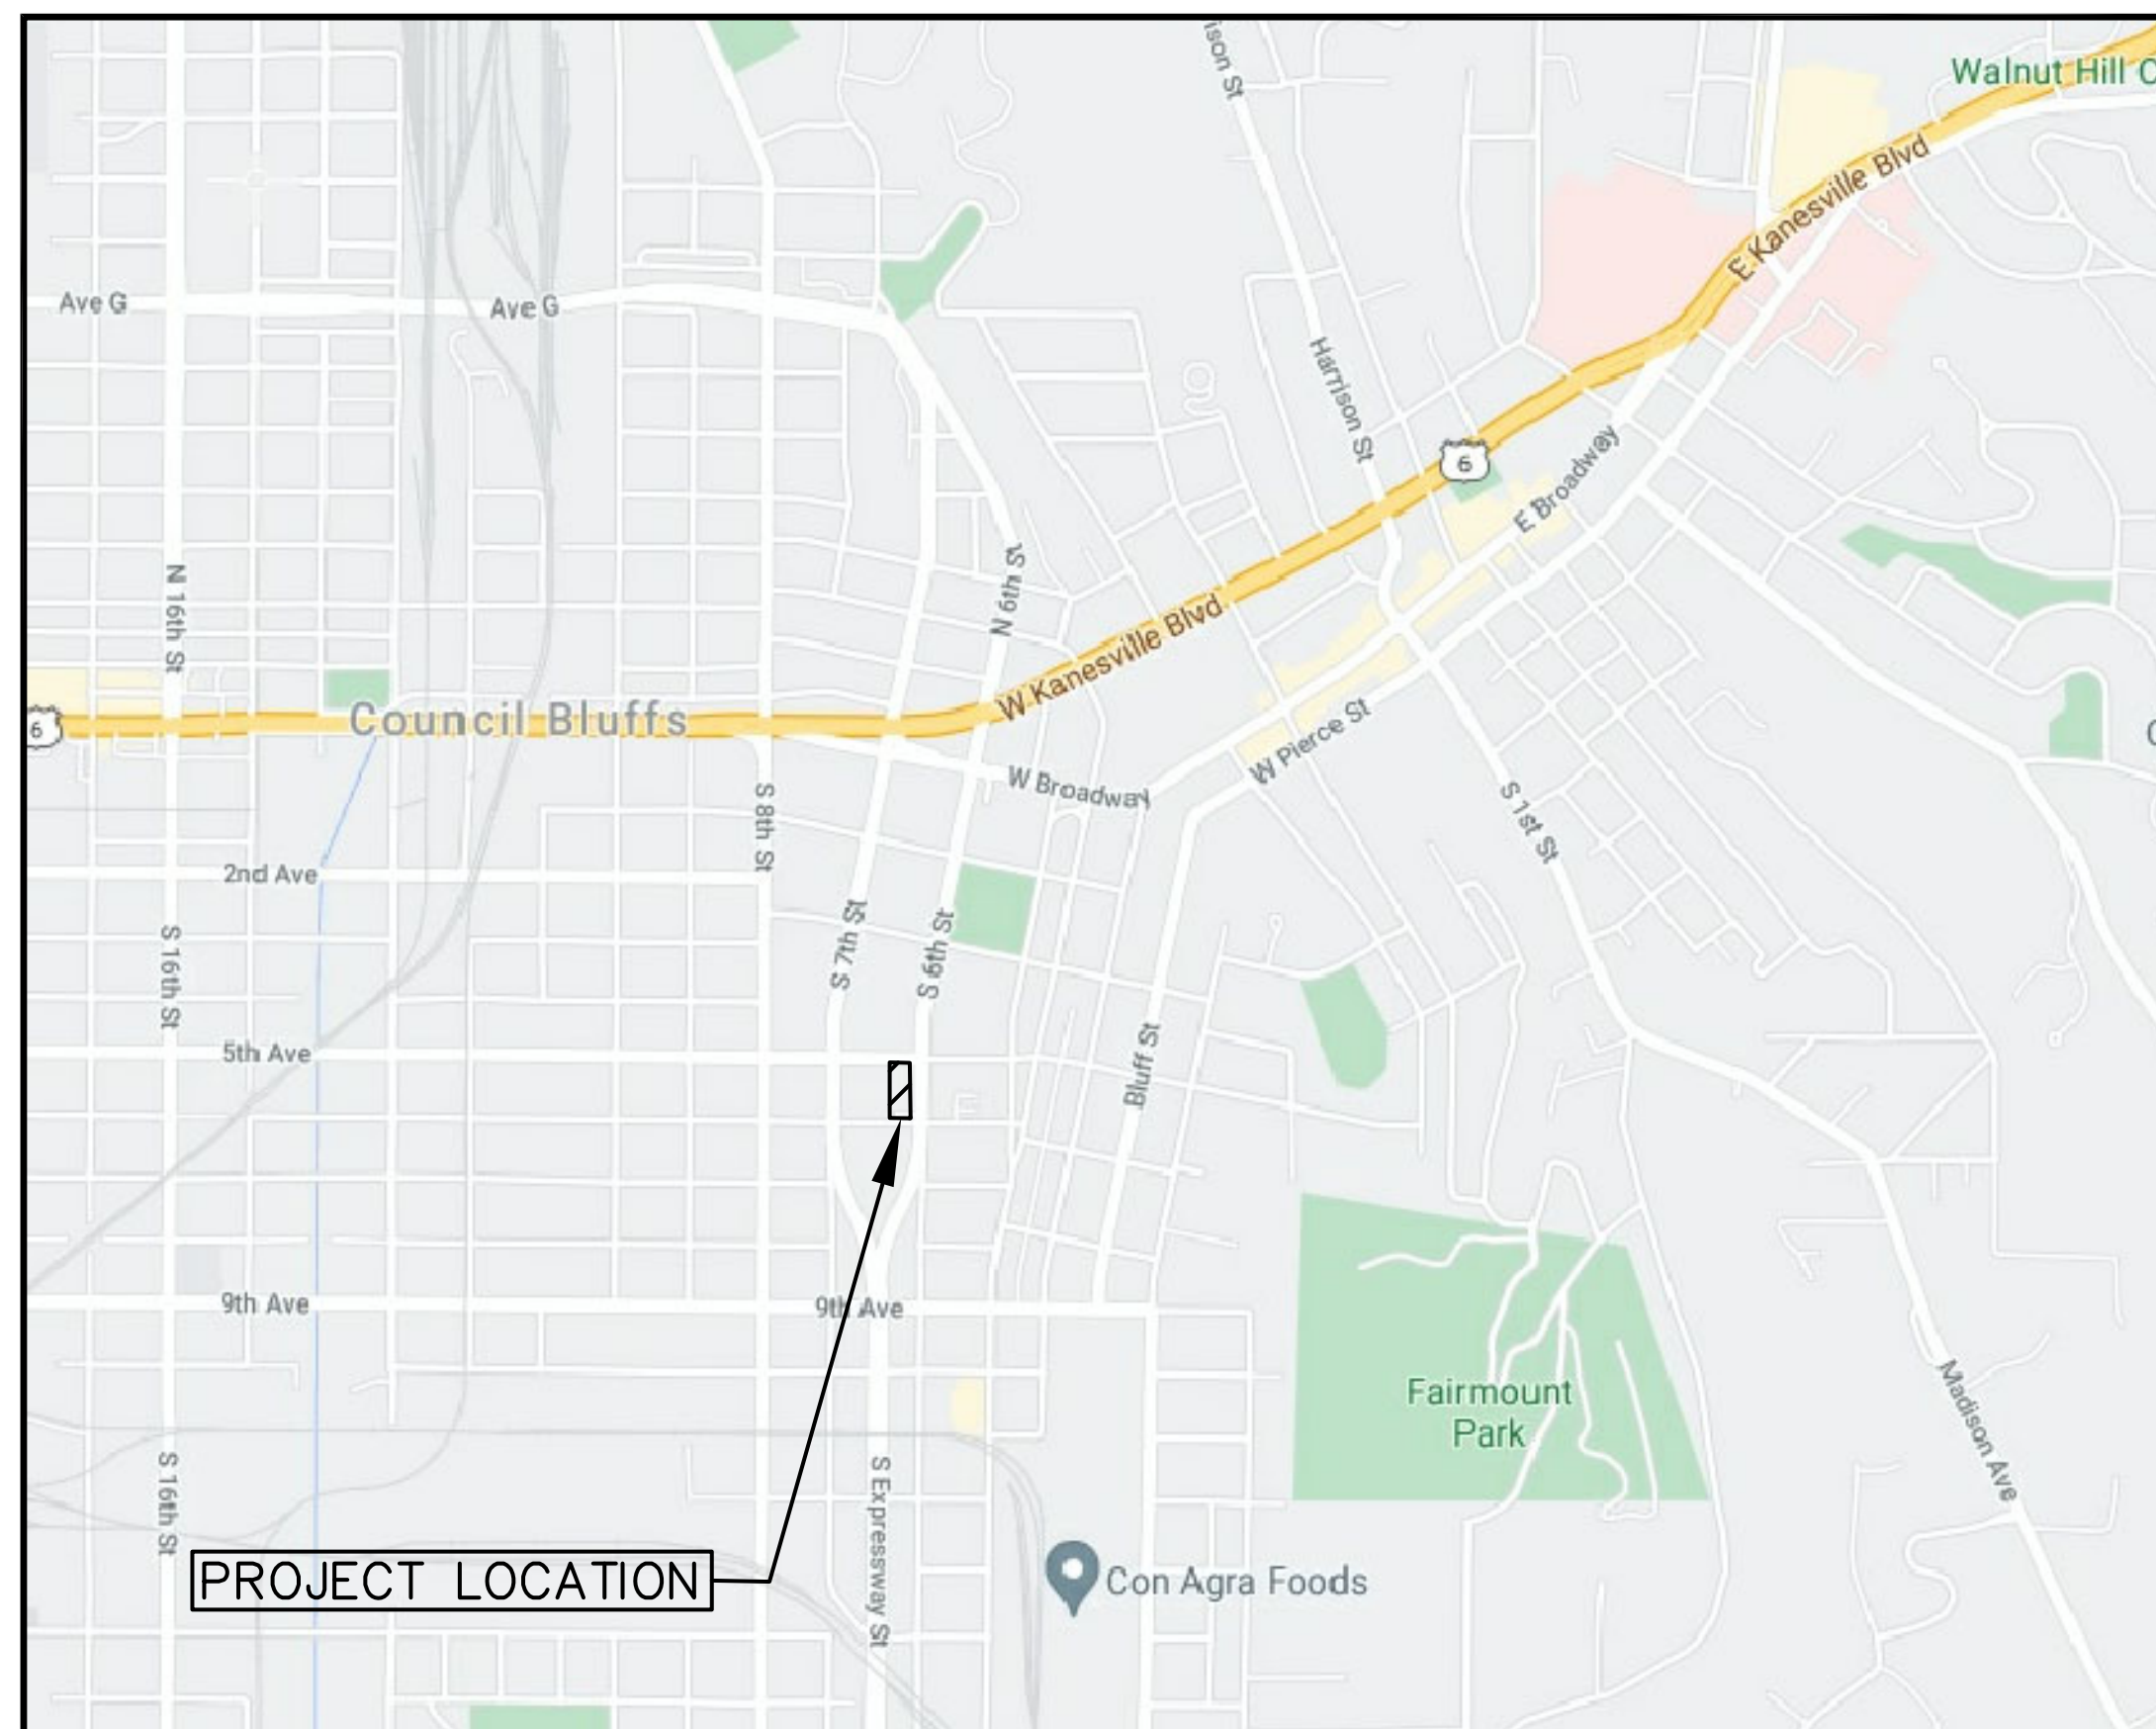 ison St
Walnut Hill C
E Kanesville Blvd
Ave G
Ave G
Harrison St
6
E Broadway
N 16th St
N 6th St
W Kanesville Blvd
6
Council Bluffs
W Pierce St
W Broadway
S 8th St
S 1st St
2nd Ave
S 7th St
S 6th St
S 16th St
5th Ave
Bluff St
9th Ave
9th Ave
Fairmount
Park
Madison Ave
S 16th St
S Expressway St
PROJECT LOCATION
Con Agra Foods